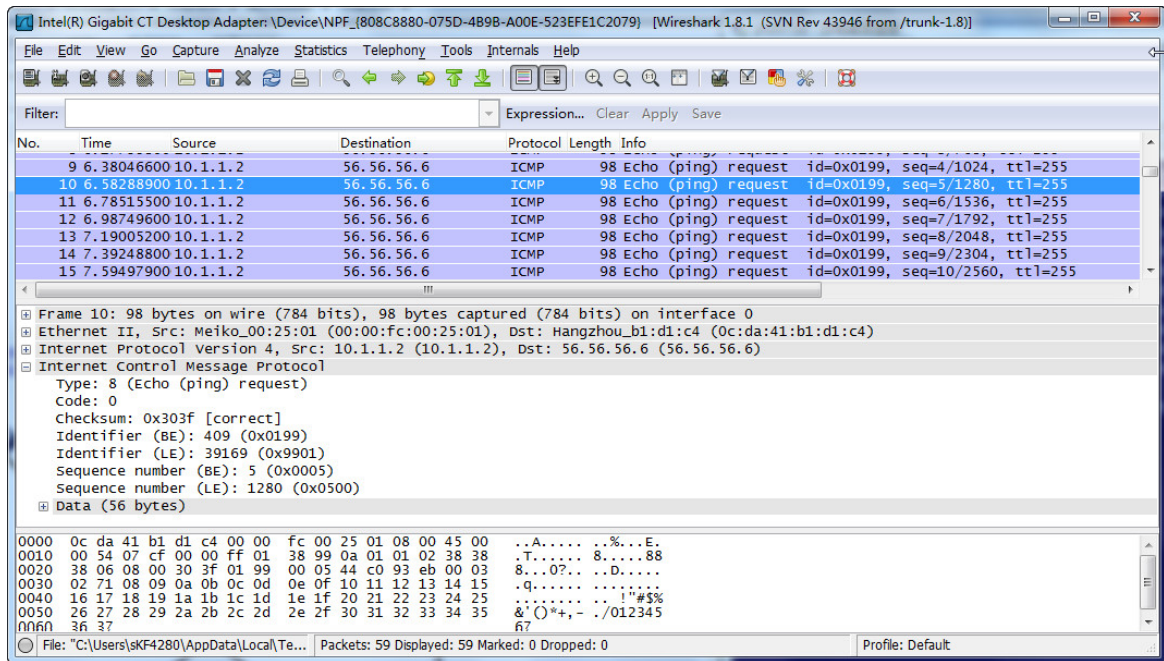 Intel(R) Gigabit CT Desktop Adapter: \Device\NPF_{808C8880-075D-4B9B-A00E-523EFE1C2079} [Wireshark 1.8.1 (SVN Rev 43946 from /trunk-1.8)]
File Edit View Go Capture Analyze Statistics Telephony Tools Internals Help
Filter: Expression... Clear Apply Save
No. Time Source Destination Protocol Length Info
9 6.38046600 10.1.1.2 56.56.56.6 ICMP 98 Echo (ping) request id=0x0199, seq=4/1024, ttl=255
10 6.58288900 10.1.1.2 56.56.56.6 ICMP 98 Echo (ping) request id=0x0199, seq=5/1280, ttl=255
11 6.78515500 10.1.1.2 56.56.56.6 ICMP 98 Echo (ping) request id=0x0199, seq=6/1536, ttl=255
12 6.98749600 10.1.1.2 56.56.56.6 ICMP 98 Echo (ping) request id=0x0199, seq=7/1792, ttl=255
13 7.19005200 10.1.1.2 56.56.56.6 ICMP 98 Echo (ping) request id=0x0199, seq=8/2048, ttl=255
14 7.39248800 10.1.1.2 56.56.56.6 ICMP 98 Echo (ping) request id=0x0199, seq=9/2304, ttl=255
15 7.59497900 10.1.1.2 56.56.56.6 ICMP 98 Echo (ping) request id=0x0199, seq=10/2560, ttl=255
Frame 10: 98 bytes on wire (784 bits), 98 bytes captured (784 bits) on interface 0
Ethernet II, Src: Meiko_00:25:01 (00:00:fc:00:25:01), Dst: Hangzhou_b1:d1:c4 (0c:da:41:b1:d1:c4)
Internet Protocol Version 4, Src: 10.1.1.2 (10.1.1.2), Dst: 56.56.56.6 (56.56.56.6)
Internet Control Message Protocol
Type: 8 (Echo (ping) request)
Code: 0
Checksum: 0x303f [correct]
Identifier (BE): 409 (0x0199)
Identifier (LE): 39169 (0x9901)
Sequence number (BE): 5 (0x0005)
Sequence number (LE): 1280 (0x0500)
Data (56 bytes)
0000 0c da 41 b1 d1 c4 00 00 fc 00 25 01 08 00 45 00 ..A..... ..%...E.
0010 00 54 07 cf 00 00 ff 01 38 99 0a 01 01 02 38 38 .T...... 8.....88
0020 38 06 08 00 30 3f 01 99 00 05 44 c0 93 eb 00 03 8...0?.. ..D.....
0030 02 71 08 09 0a 0b 0c 0d 0e 0f 10 11 12 13 14 15 .q...... ........
0040 16 17 18 19 1a 1b 1c 1d 1e 1f 20 21 22 23 24 25 ........ .. !"#$%
0050 26 27 28 29 2a 2b 2c 2d 2e 2f 30 31 32 33 34 35 &'()*+,- ./012345
0060 36 37 67
File: "C:\Users\sKF4280\AppData\Local\Te... Packets: 59 Displayed: 59 Marked: 0 Dropped: 0 Profile: Default